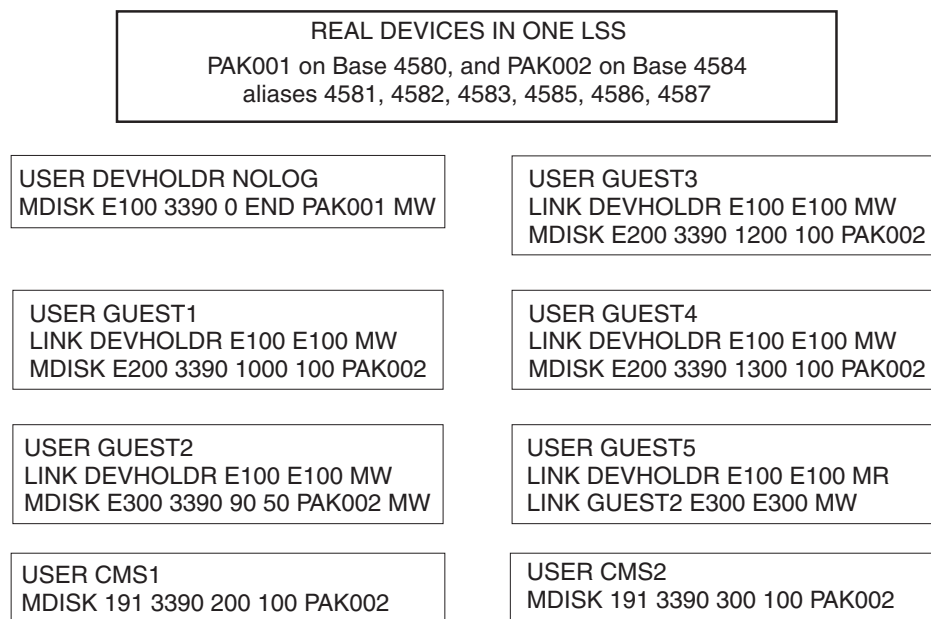 REAL DEVICES IN ONE LSS
PAK001 on Base 4580, and PAK002 on Base 4584
aliases 4581, 4582, 4583, 4585, 4586, 4587
USER DEVHOLDR NOLOG
MDISK E100 3390 0 END PAK001 MW
USER GUEST3
LINK DEVHOLDR E100 E100 MW
MDISK E200 3390 1200 100 PAK002
USER GUEST1
LINK DEVHOLDR E100 E100 MW
MDISK E200 3390 1000 100 PAK002
USER GUEST4
LINK DEVHOLDR E100 E100 MW
MDISK E200 3390 1300 100 PAK002
USER GUEST2
LINK DEVHOLDR E100 E100 MW
MDISK E300 3390 90 50 PAK002 MW
USER GUEST5
LINK DEVHOLDR E100 E100 MR
LINK GUEST2 E300 E300 MW
USER CMS1
MDISK 191 3390 200 100 PAK002
USER CMS2
MDISK 191 3390 300 100 PAK002